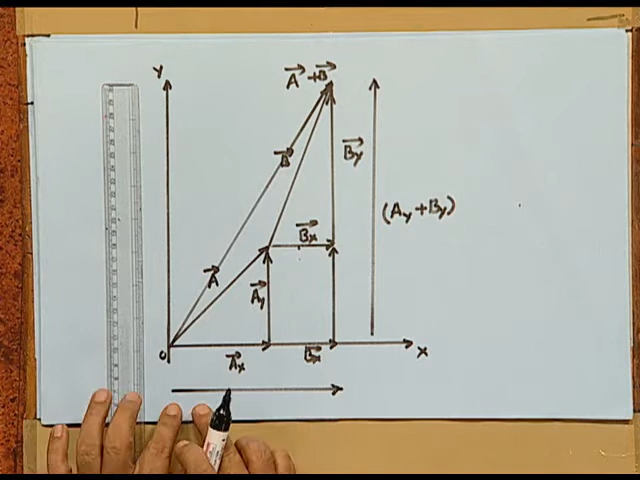 Y
A⃗ + B⃗
B⃗
B⃗y
(Ay + By)
B⃗x
A⃗
A⃗y
O
X
A⃗x
B⃗x